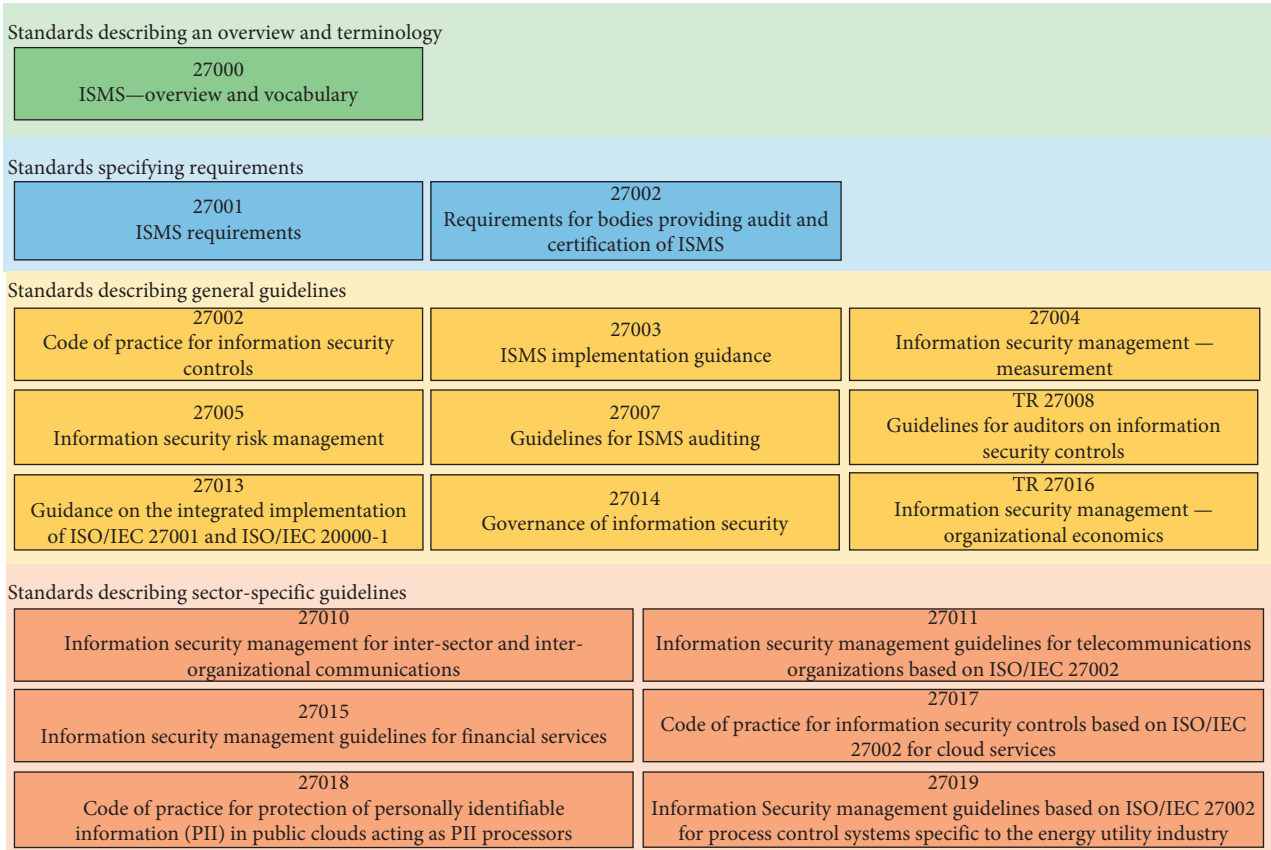 Standards describing an overview and terminology
27000
ISMS—overview and vocabulary
Standards specifying requirements
27001
ISMS requirements
27002
Requirements for bodies providing audit and
certification of ISMS
Standards describing general guidelines
27002
Code of practice for information security
controls
27003
ISMS implementation guidance
27004
Information security management —
measurement
27005
Information security risk management
27007
Guidelines for ISMS auditing
TR 27008
Guidelines for auditors on information
security controls
27013
Guidance on the integrated implementation
of ISO/IEC 27001 and ISO/IEC 20000-1
27014
Governance of information security
TR 27016
Information security management —
organizational economics
Standards describing sector-specific guidelines
27010
Information security management for inter-sector and inter-
organizational communications
27011
Information security management guidelines for telecommunications
organizations based on ISO/IEC 27002
27015
Information security management guidelines for financial services
27017
Code of practice for information security controls based on ISO/IEC
27002 for cloud services
27018
Code of practice for protection of personally identifiable
information (PII) in public clouds acting as PII processors
27019
Information Security management guidelines based on ISO/IEC 27002
for process control systems specific to the energy utility industry